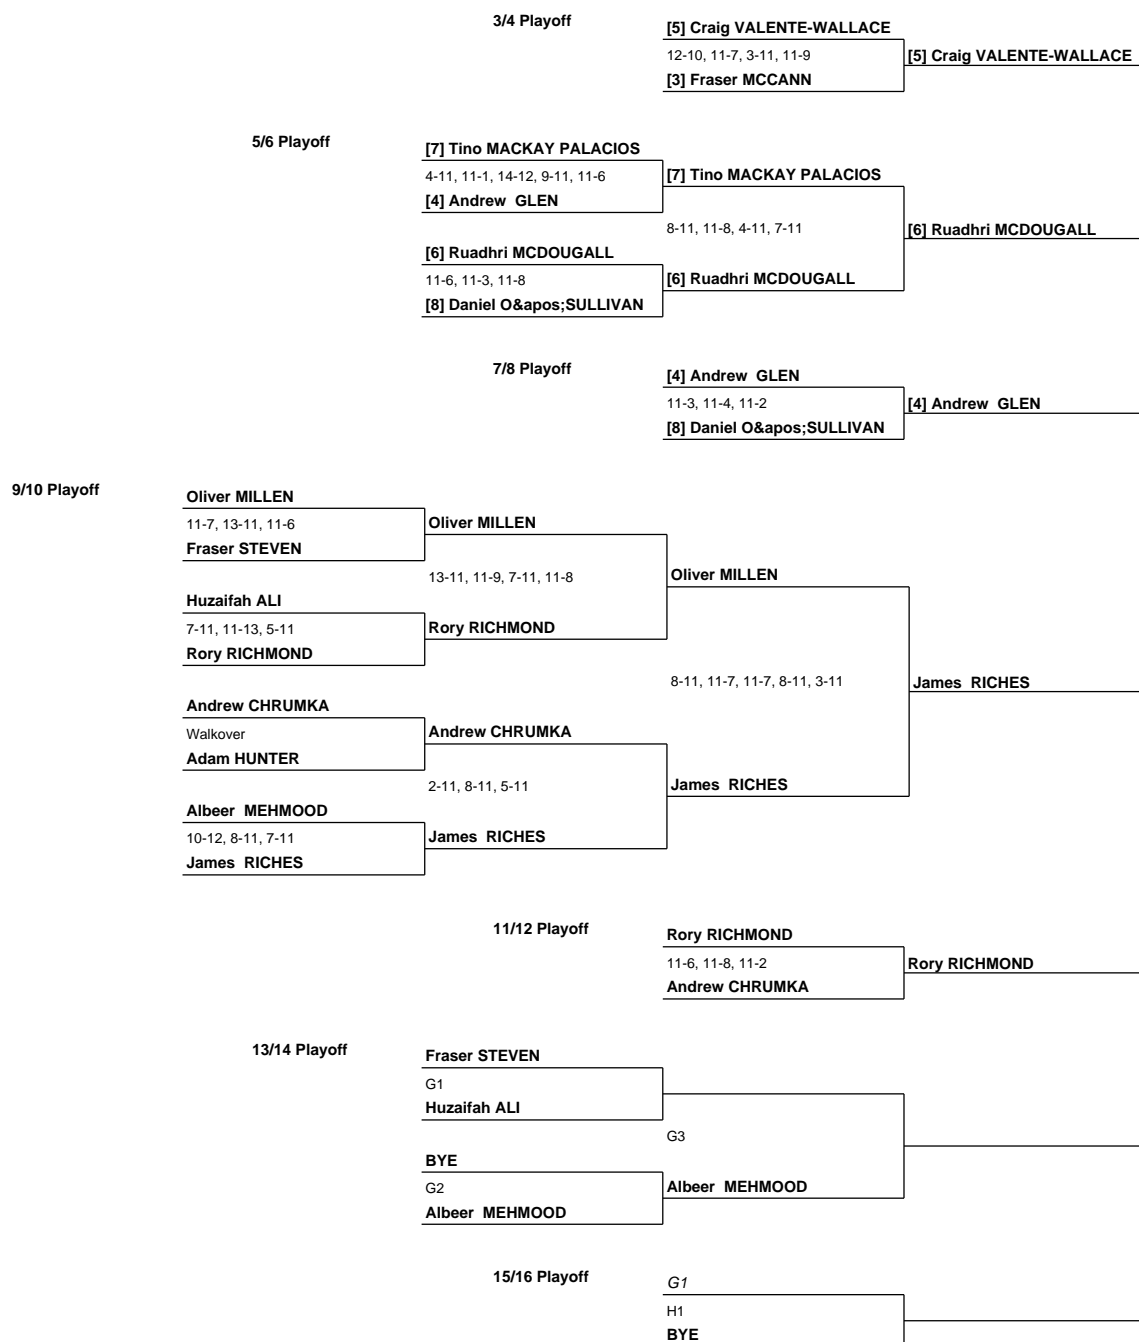 3/4 Playoff
[5] Craig VALENTE-WALLACE
12-10, 11-7, 3-11, 11-9
[5] Craig VALENTE-WALLACE
[3] Fraser MCCANN
5/6 Playoff
[7] Tino MACKAY PALACIOS
4-11, 11-1, 14-12, 9-11, 11-6
[7] Tino MACKAY PALACIOS
[4] Andrew  GLEN
8-11, 11-8, 4-11, 7-11
[6] Ruadhri MCDOUGALL
[6] Ruadhri MCDOUGALL
11-6, 11-3, 11-8
[6] Ruadhri MCDOUGALL
[8] Daniel O&apos;SULLIVAN
7/8 Playoff
[4] Andrew  GLEN
11-3, 11-4, 11-2
[4] Andrew  GLEN
[8] Daniel O&apos;SULLIVAN
9/10 Playoff
Oliver MILLEN
11-7, 13-11, 11-6
Oliver MILLEN
Fraser STEVEN
13-11, 11-9, 7-11, 11-8
Oliver MILLEN
Huzaifah ALI
7-11, 11-13, 5-11
Rory RICHMOND
Rory RICHMOND
8-11, 11-7, 11-7, 8-11, 3-11
James  RICHES
Andrew CHRUMKA
Walkover
Andrew CHRUMKA
Adam HUNTER
2-11, 8-11, 5-11
James  RICHES
Albeer  MEHMOOD
10-12, 8-11, 7-11
James  RICHES
James  RICHES
11/12 Playoff
Rory RICHMOND
11-6, 11-8, 11-2
Rory RICHMOND
Andrew CHRUMKA
13/14 Playoff
Fraser STEVEN
G1
Huzaifah ALI
G3
BYE
G2
Albeer  MEHMOOD
Albeer  MEHMOOD
15/16 Playoff
G1
H1
BYE